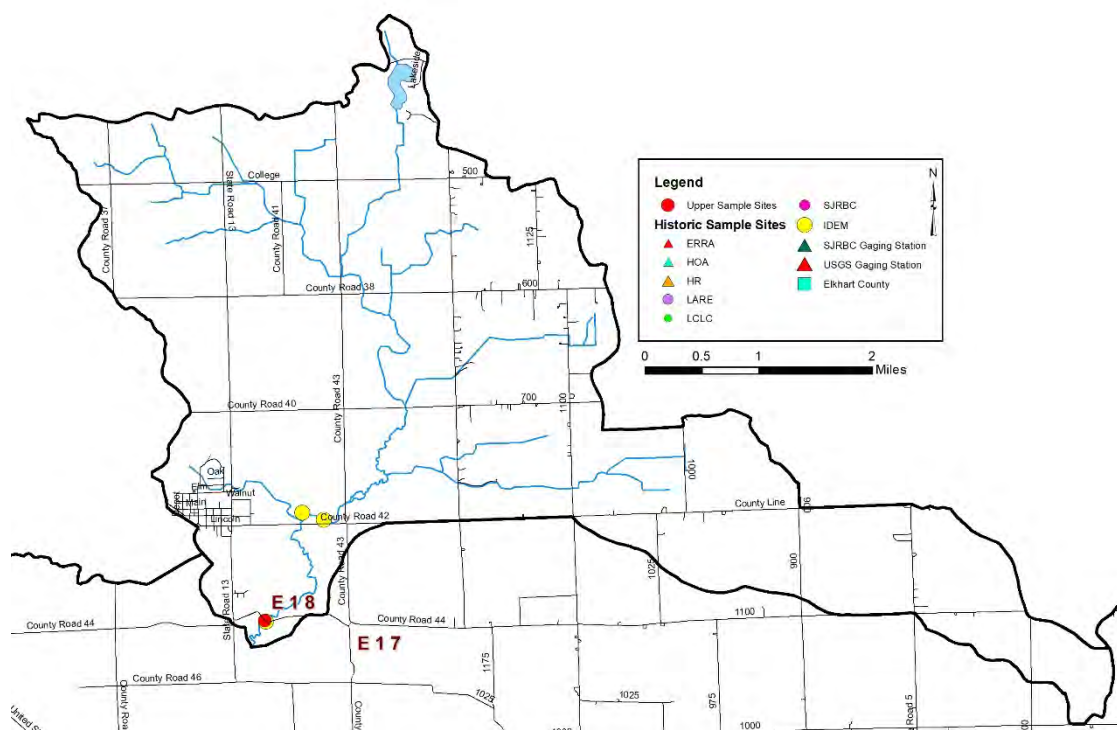 Lakeside
College
500
State Road 13
County Road 37
County Road 41
1125
County Road 38
600
County Road 43
County Road 40
700
1100
1000
Oak
Elm
Walnut
Main
Lincoln
County Line
County Road 42
900
County Road 43
1025
State Road 13
E18
County Road 44
County Road 44
1100
E17
1175
County Road 46
1025
1025
975
Road 5
1000
Legend
Upper Sample Sites
Historic Sample Sites
ERRA
HOA
HR
LARE
LCLC
SJRBC
IDEM
SJRBC Gaging Station
USGS Gaging Station
Elkhart County
N
0 0.5 1 2
Miles